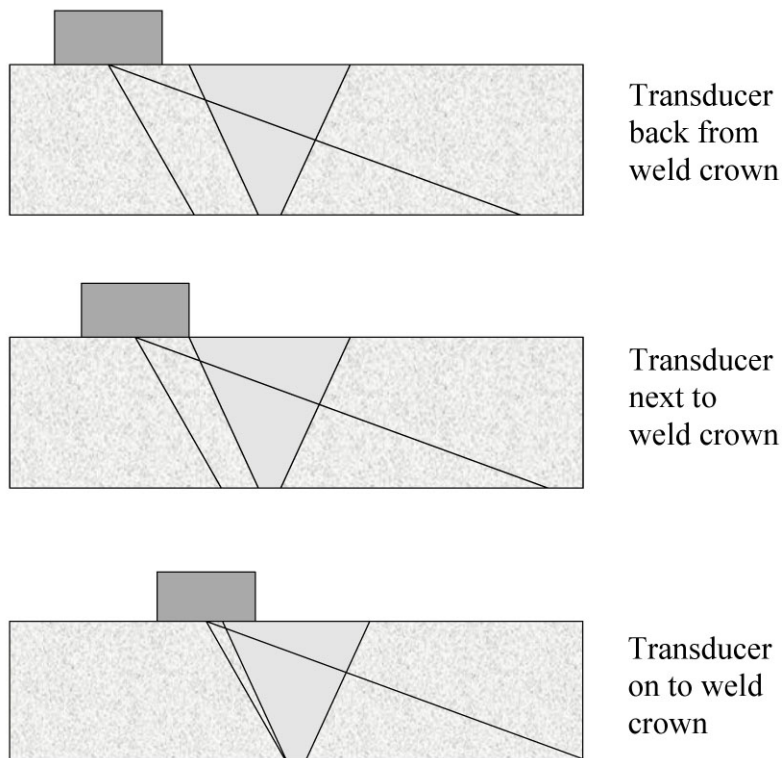 Transducer
back from
weld crown
Transducer
next to
weld crown
Transducer
on to weld
crown